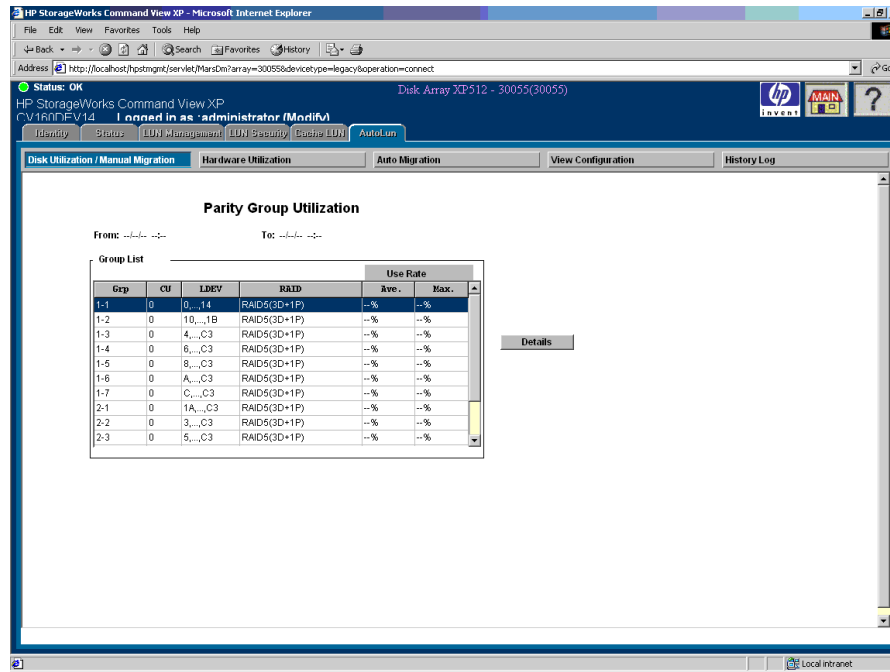 HP StorageWorks Command View XP - Microsoft Internet Explorer
File Edit View Favorites Tools Help
Back Search Favorites History
Address http://localhost/hpstmgmt/servlet/MarsDm?array=30055&devicetype=legacy&operation=connect Go
Status: OK
Disk Array XP512 - 30055(30055)
HP StorageWorks Command View XP
CV160DEV14 Logged in as :administrator (Modify)
hp invent MAIN ?
Identity Status LUN Management LUN Security Cache LUN AutoLun
Disk Utilization / Manual Migration Hardware Utilization Auto Migration View Configuration History Log
Parity Group Utilization
From: --/--/-- --:-- To: --/--/-- --:--
Group List
Use Rate
Grp CU LDEV RAID Ave. Max.
1-1 0 0,...,14 RAID5(3D+1P) --% --%
1-2 0 10,...,1B RAID5(3D+1P) --% --%
1-3 0 4,...,C3 RAID5(3D+1P) --% --%
1-4 0 6,...,C3 RAID5(3D+1P) --% --%
1-5 0 8,...,C3 RAID5(3D+1P) --% --%
1-6 0 A,...,C3 RAID5(3D+1P) --% --%
1-7 0 C,...,C3 RAID5(3D+1P) --% --%
2-1 0 1A,...,C3 RAID5(3D+1P) --% --%
2-2 0 3,...,C3 RAID5(3D+1P) --% --%
2-3 0 5,...,C3 RAID5(3D+1P) --% --%
Details
Local intranet